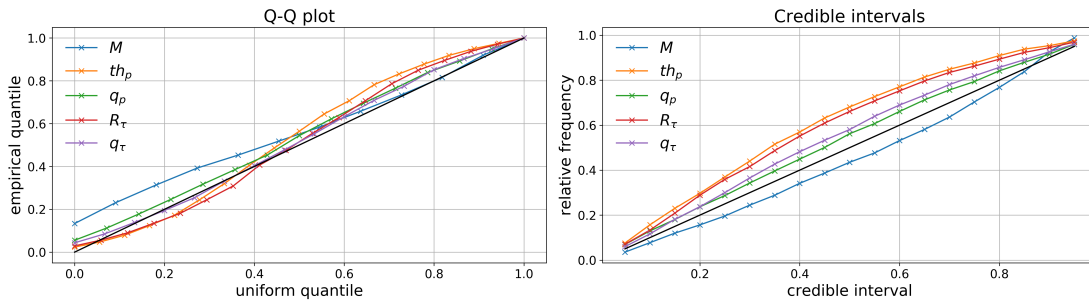 Q-Q plot
empirical quantile
1.0
0.8
0.6
0.4
0.2
0.0
M
th_p
q_p
R_τ
q_τ
0.0 0.2 0.4 0.6 0.8 1.0
uniform quantile
Credible intervals
relative frequency
1.0
0.8
0.6
0.4
0.2
0.0
M
th_p
q_p
R_τ
q_τ
0.2 0.4 0.6 0.8
credible interval